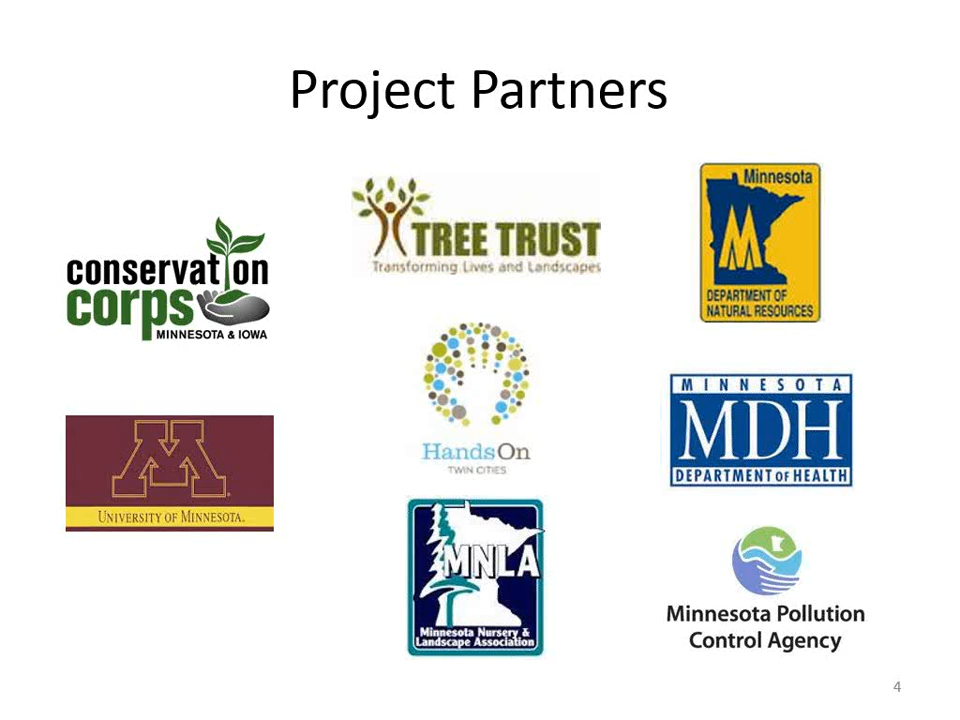 Project Partners
conservation
corps
MINNESOTA & IOWA
UNIVERSITY OF MINNESOTA.
M
TREE TRUST
Transforming Lives and Landscapes
HandsOn
TWIN CITIES
MNLA
Minnesota Nursery &
Landscape Association
Minnesota
M
DEPARTMENT OF
NATURAL RESOURCES
MINNESOTA
MDH
DEPARTMENT OF HEALTH
Minnesota Pollution
Control Agency
4